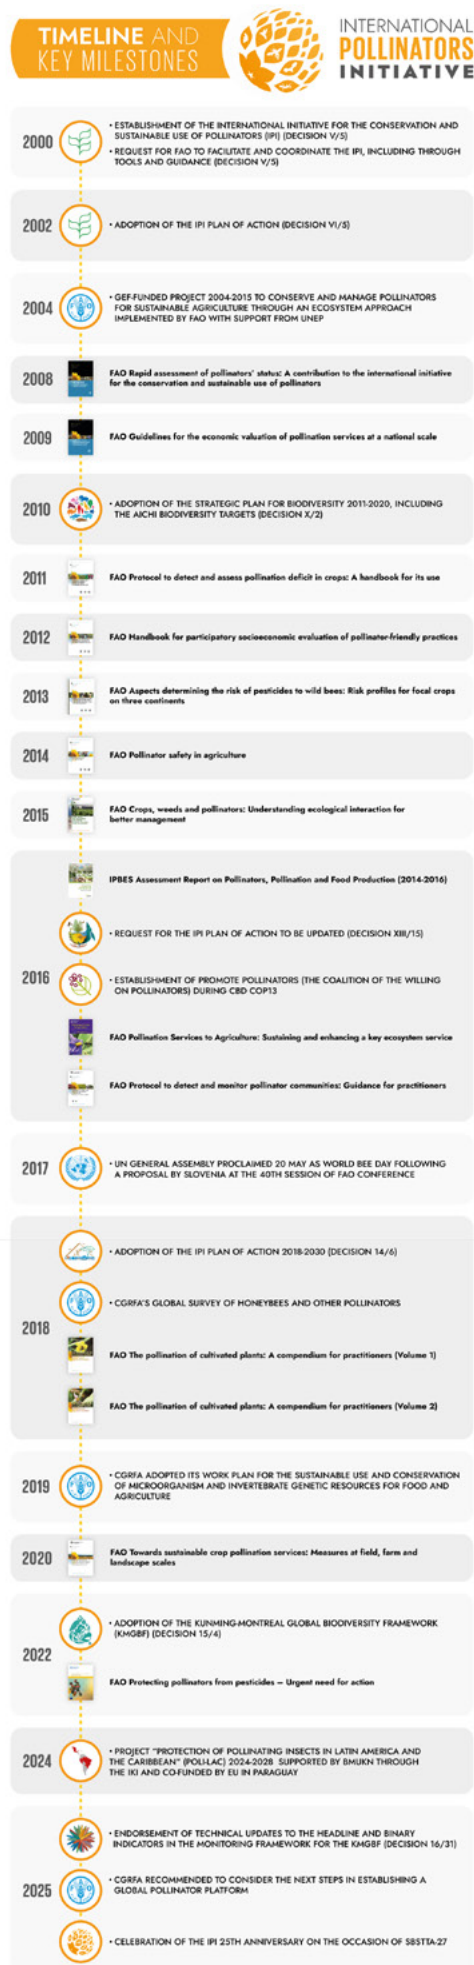 TIMELINE AND
KEY MILESTONES
INTERNATIONAL
POLLINATORS
INITIATIVE
2000
• ESTABLISHMENT OF THE INTERNATIONAL INITIATIVE FOR THE CONSERVATION AND
SUSTAINABLE USE OF POLLINATORS (IPI) (DECISION V/5)
• REQUEST FOR FAO TO FACILITATE AND COORDINATE THE IPI, INCLUDING THROUGH
TOOLS AND GUIDANCE (DECISION V/5)
2002
• ADOPTION OF THE IPI PLAN OF ACTION (DECISION VI/5)
2004
• GEF-FUNDED PROJECT 2004-2015 TO CONSERVE AND MANAGE POLLINATORS
FOR SUSTAINABLE AGRICULTURE THROUGH AN ECOSYSTEM APPROACH
IMPLEMENTED BY FAO WITH SUPPORT FROM UNEP
2008
FAO Rapid assessment of pollinators' status: A contribution to the international initiative
for the conservation and sustainable use of pollinators
2009
FAO Guidelines for the economic valuation of pollination services at a national scale
2010
• ADOPTION OF THE STRATEGIC PLAN FOR BIODIVERSITY 2011-2020, INCLUDING
THE AICHI BIODIVERSITY TARGETS (DECISION X/2)
2011
FAO Protocol to detect and assess pollination deficit in crops: A handbook for its use
2012
FAO Handbook for participatory socioeconomic evaluation of pollinator-friendly practices
2013
FAO Aspects determining the risk of pesticides to wild bees: Risk profiles for focal crops
on three continents
2014
FAO Pollinator safety in agriculture
2015
FAO Crops, weeds and pollinators: Understanding ecological interaction for
better management
2016
IPBES Assessment Report on Pollinators, Pollination and Food Production (2014-2016)
• REQUEST FOR THE IPI PLAN OF ACTION TO BE UPDATED (DECISION XIII/15)
• ESTABLISHMENT OF PROMOTE POLLINATORS (THE COALITION OF THE WILLING
ON POLLINATORS) DURING CBD COP13
FAO Pollination Services to Agriculture: Sustaining and enhancing a key ecosystem service
FAO Protocol to detect and monitor pollinator communities: Guidance for practitioners
2017
• UN GENERAL ASSEMBLY PROCLAIMED 20 MAY AS WORLD BEE DAY FOLLOWING
A PROPOSAL BY SLOVENIA AT THE 40TH SESSION OF FAO CONFERENCE
2018
• ADOPTION OF THE IPI PLAN OF ACTION 2018-2030 (DECISION 14/6)
• CGRFA'S GLOBAL SURVEY OF HONEYBEES AND OTHER POLLINATORS
FAO The pollination of cultivated plants: A compendium for practitioners (Volume 1)
FAO The pollination of cultivated plants: A compendium for practitioners (Volume 2)
2019
• CGRFA ADOPTED ITS WORK PLAN FOR THE SUSTAINABLE USE AND CONSERVATION
OF MICROORGANISM AND INVERTEBRATE GENETIC RESOURCES FOR FOOD AND
AGRICULTURE
2020
FAO Towards sustainable crop pollination services: Measures at field, farm and
landscape scales
2022
• ADOPTION OF THE KUNMING-MONTREAL GLOBAL BIODIVERSITY FRAMEWORK
(KMGBF) (DECISION 15/4)
FAO Protecting pollinators from pesticides – Urgent need for action
2024
• PROJECT "PROTECTION OF POLLINATING INSECTS IN LATIN AMERICA AND
THE CARIBBEAN" (POLI-LAC) 2024-2028 SUPPORTED BY BMUKN THROUGH
THE IKI AND CO-FUNDED BY EU IN PARAGUAY
2025
• ENDORSEMENT OF TECHNICAL UPDATES TO THE HEADLINE AND BINARY
INDICATORS IN THE MONITORING FRAMEWORK FOR THE KMGBF (DECISION 16/31)
• CGRFA RECOMMENDED TO CONSIDER THE NEXT STEPS IN ESTABLISHING A
GLOBAL POLLINATOR PLATFORM
• CELEBRATION OF THE IPI 25TH ANNIVERSARY ON THE OCCASION OF SBSTTA-27